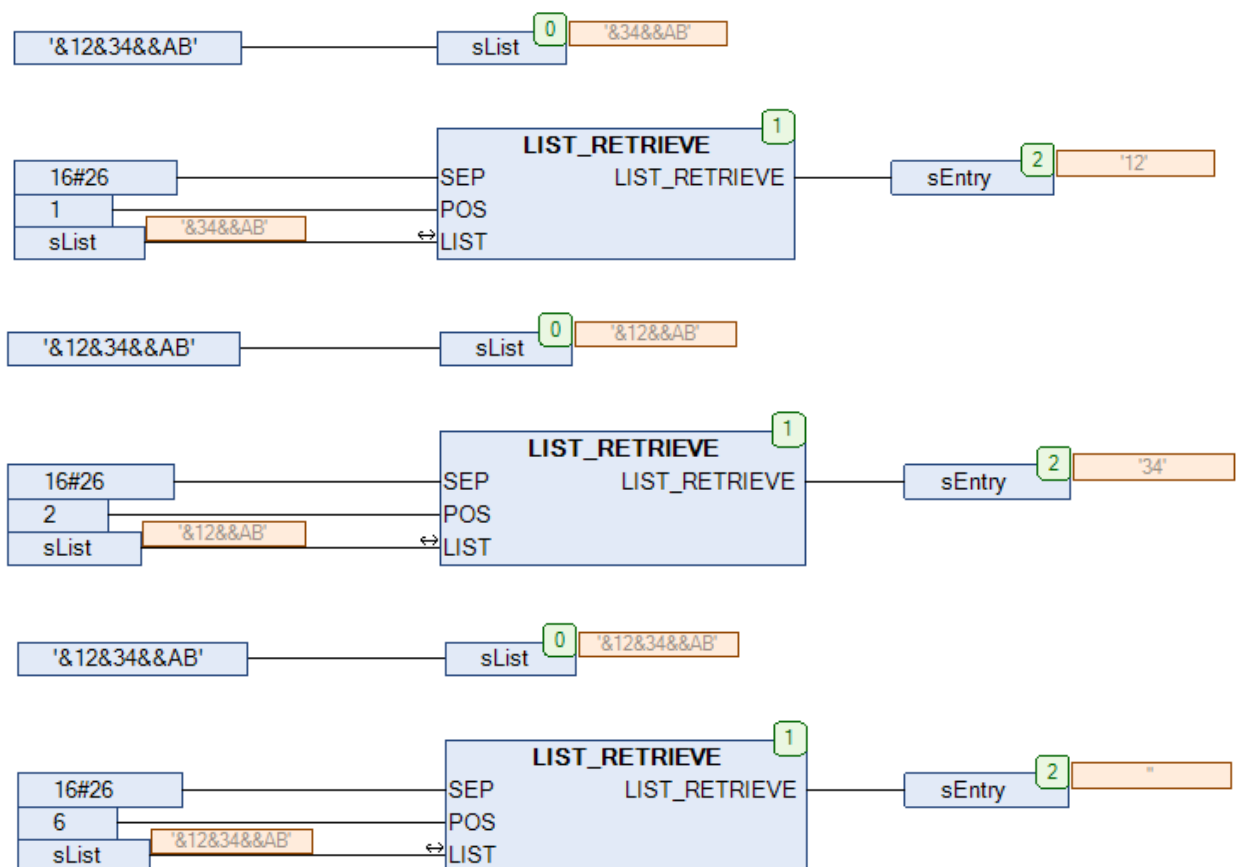 '&12&34&&AB' sList 0 '&34&&AB'
1
LIST_RETRIEVE
16#26 SEP LIST_RETRIEVE sEntry 2 '12'
1 POS
sList '&34&&AB' LIST
'&12&34&&AB' sList 0 '&12&&AB'
1
LIST_RETRIEVE
16#26 SEP LIST_RETRIEVE sEntry 2 '34'
2 POS
sList '&12&&AB' LIST
'&12&34&&AB' sList 0 '&12&34&&AB'
1
LIST_RETRIEVE
16#26 SEP LIST_RETRIEVE sEntry 2 ''
6 POS
sList '&12&34&&AB' LIST